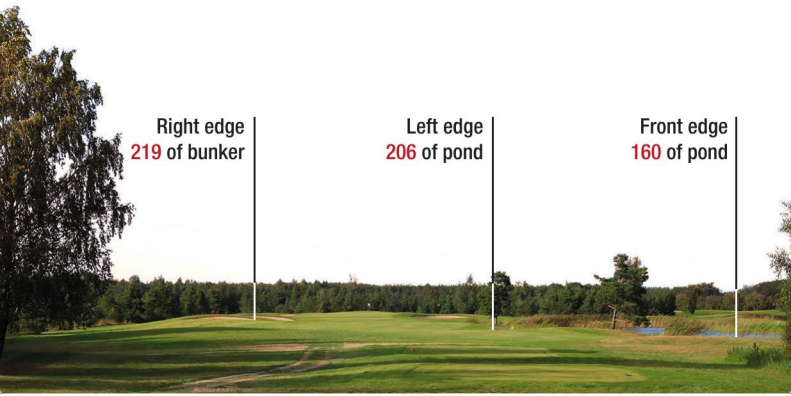 Right edge
219 of bunker
Left edge
206 of pond
Front edge
160 of pond